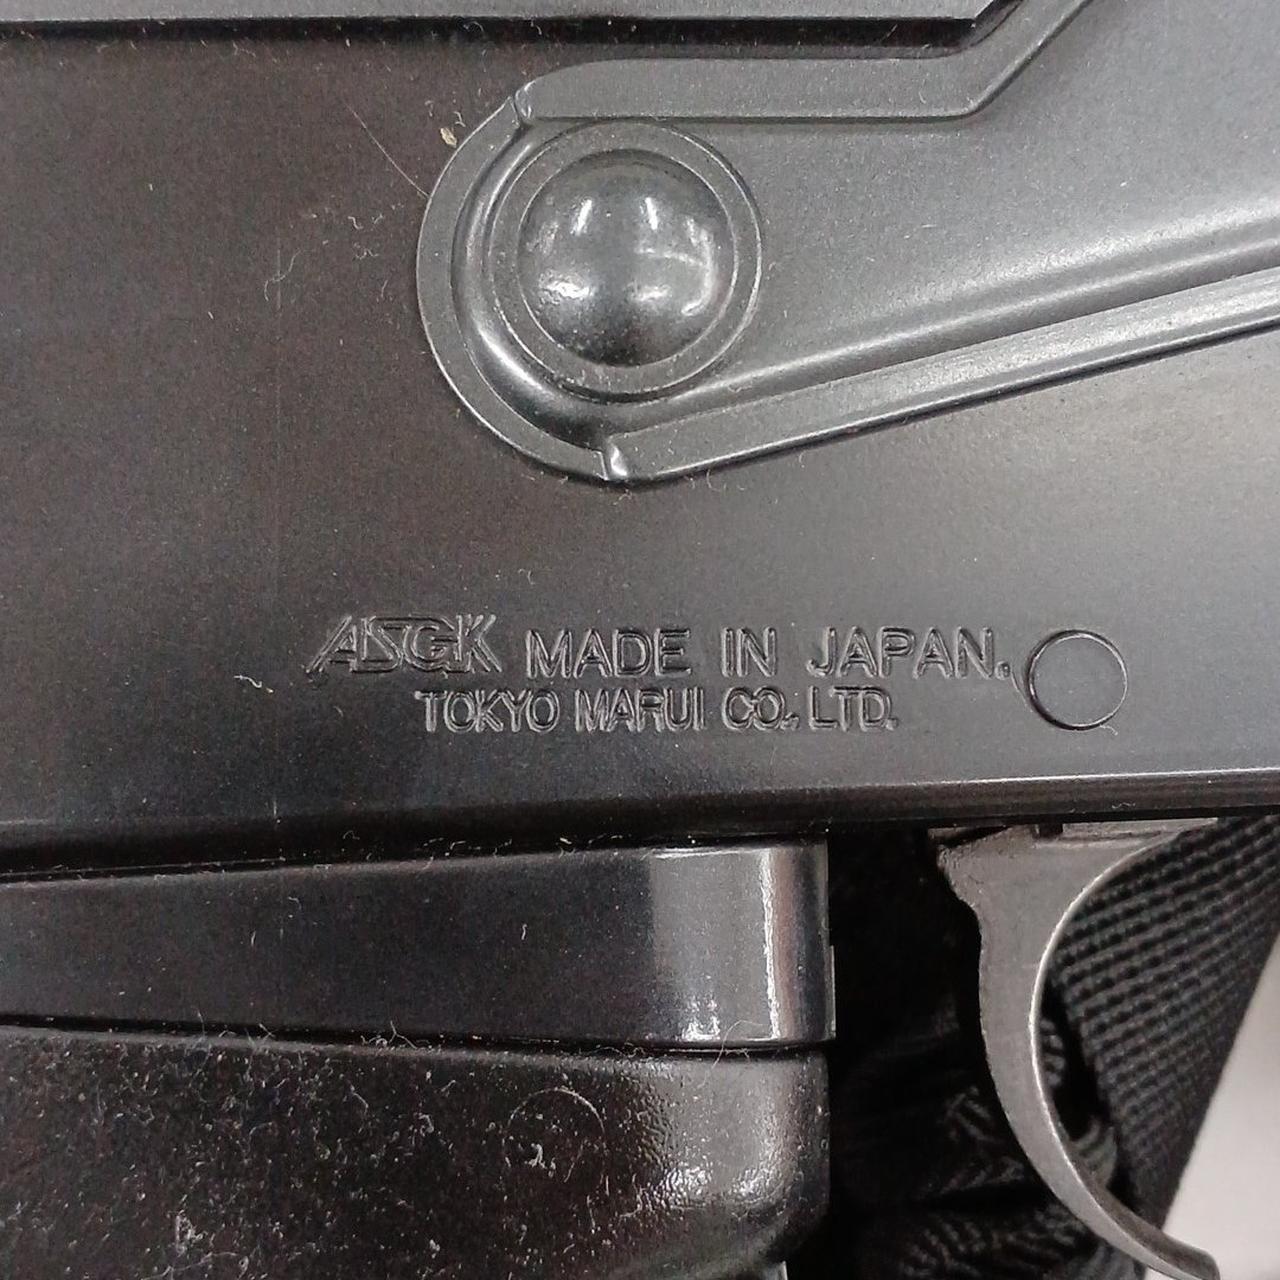 ASGK MADE IN JAPAN.
TOKYO MARUI CO., LTD.